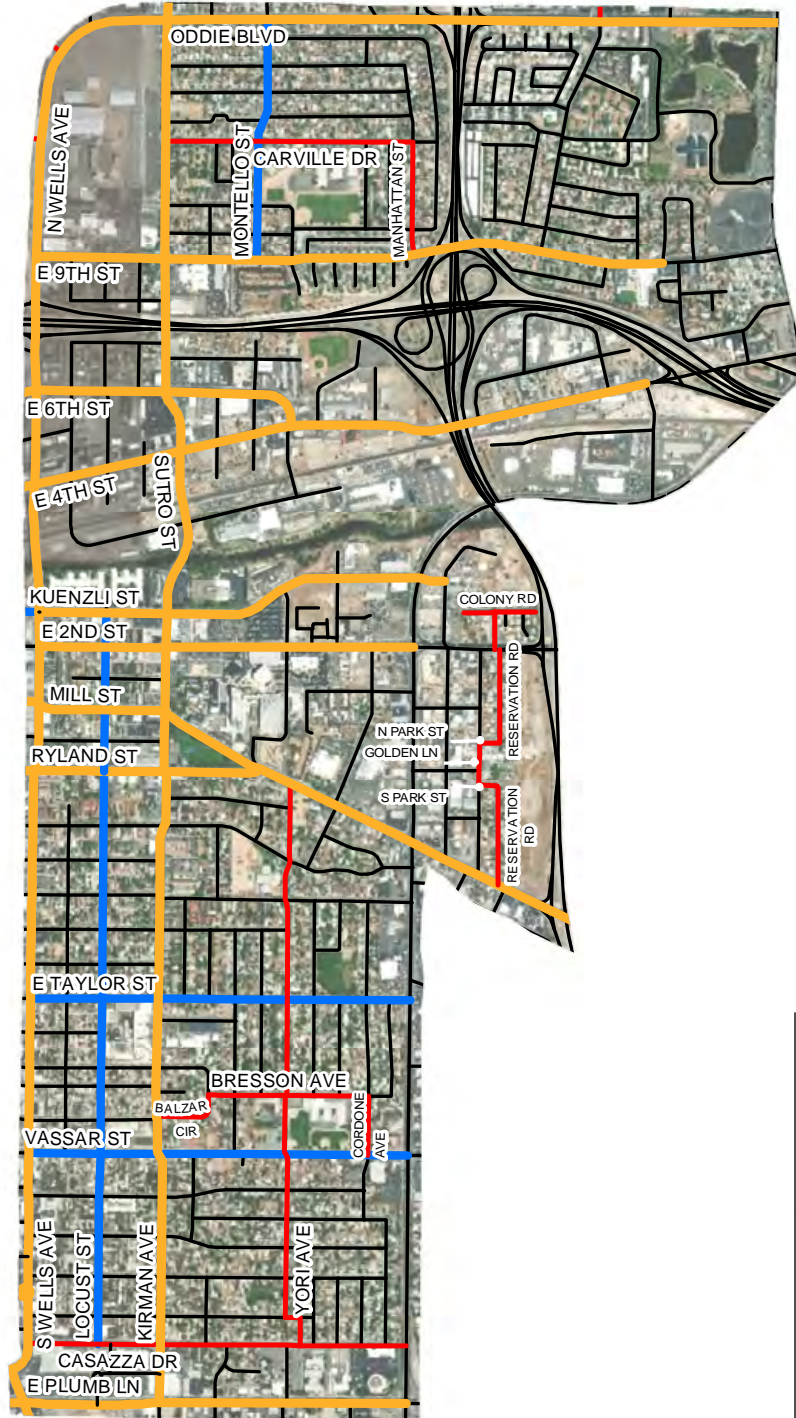 ODDIE BLVD
N WELLS AVE
MONTELLO ST
CARVILLE DR
MANHATTAN ST
E 9TH ST
E 6TH ST
E 4TH ST
SUTRO ST
KUENZLI ST
COLONY RD
E 2ND ST
RESERVATION RD
MILL ST
N PARK ST
GOLDEN LN
RYLAND ST
S PARK ST
RESERVATION
RD
E TAYLOR ST
BRESSON AVE
BALZAR
CIR
CORDONE
AVE
VASSAR ST
S WELLS AVE
LOCUST ST
KIRMAN AVE
YORI AVE
CASAZZA DR
E PLUMB LN